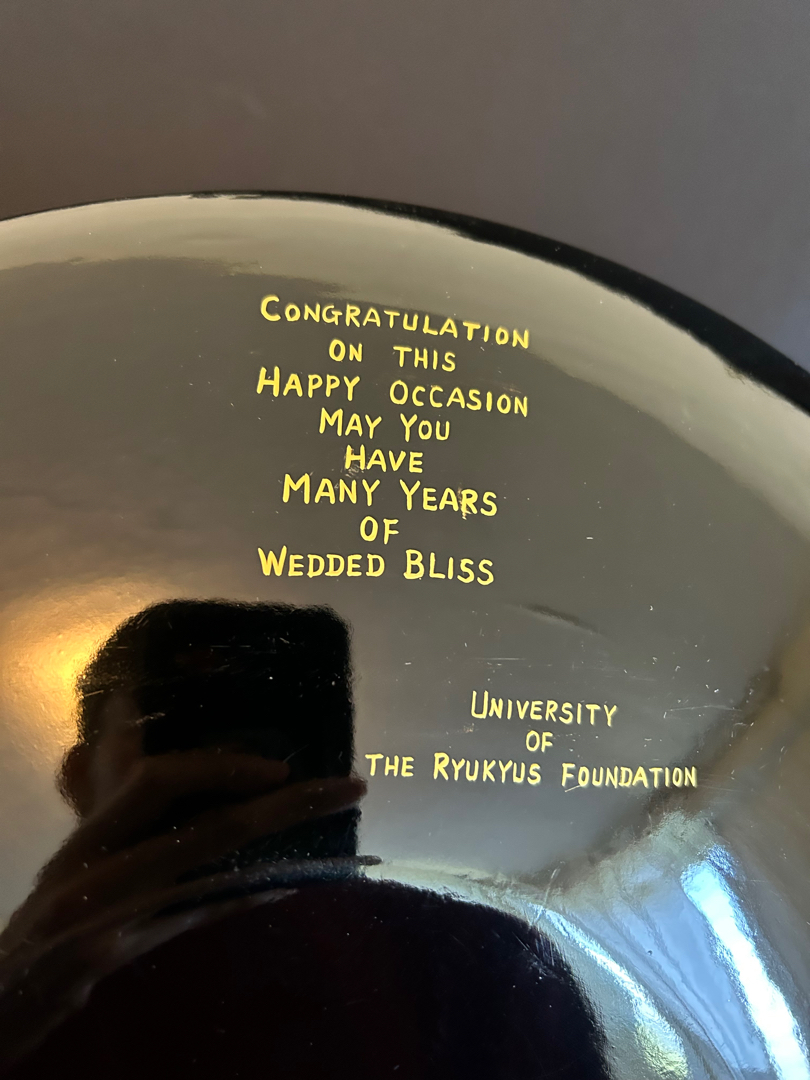 CONGRATULATION
ON THIS
HAPPY OCCASION
MAY YOU
HAVE
MANY YEARS
OF
WEDDED BLISS
UNIVERSITY
OF
THE RYUKYUS FOUNDATION